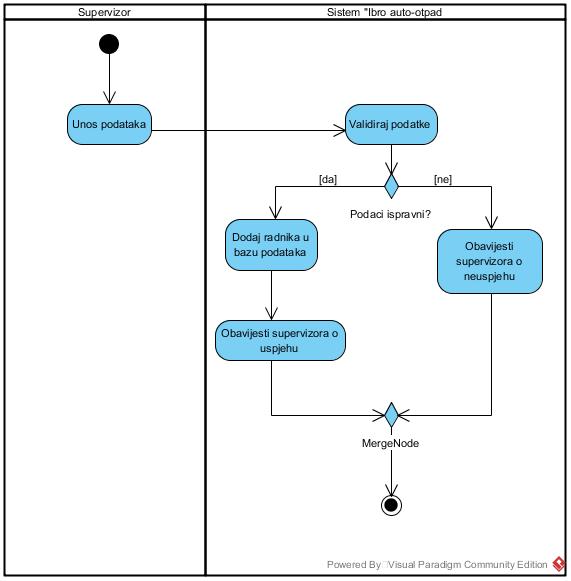 Supervizor
Sistem "Ibro auto-otpad
Unos podataka
Validiraj podatke
[da]
[ne]
Podaci ispravni?
Dodaj radnika u
bazu podataka
Obavijesti
supervizora o
neuspjehu
Obavijesti supervizora o
uspjehu
MergeNode
Powered By Visual Paradigm Community Edition